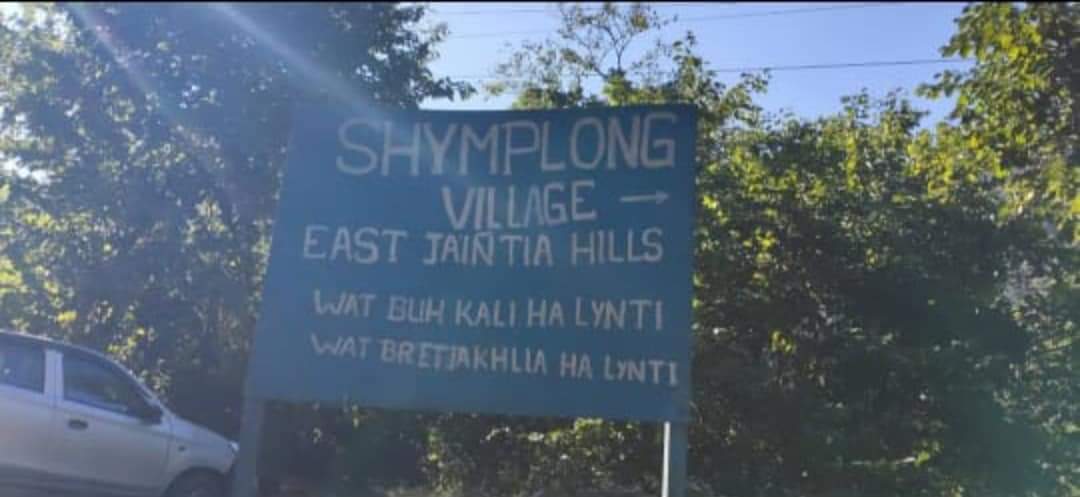 SHYMPLONG
VILLAGE →
EAST JAIÑTIA HILLS
WAT BUH KALI HA LYNTI
WAT BRETJAKHLIA HA LYNTI